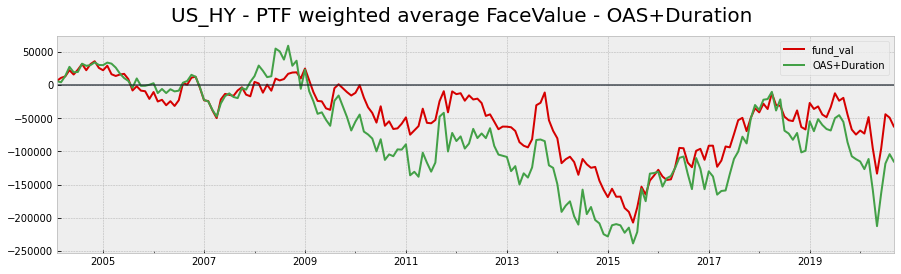 US_HY - PTF weighted average FaceValue - OAS+Duration
fund_val
OAS+Duration
50000
0
−50000
−100000
−150000
−200000
−250000
2005 2007 2009 2011 2013 2015 2017 2019